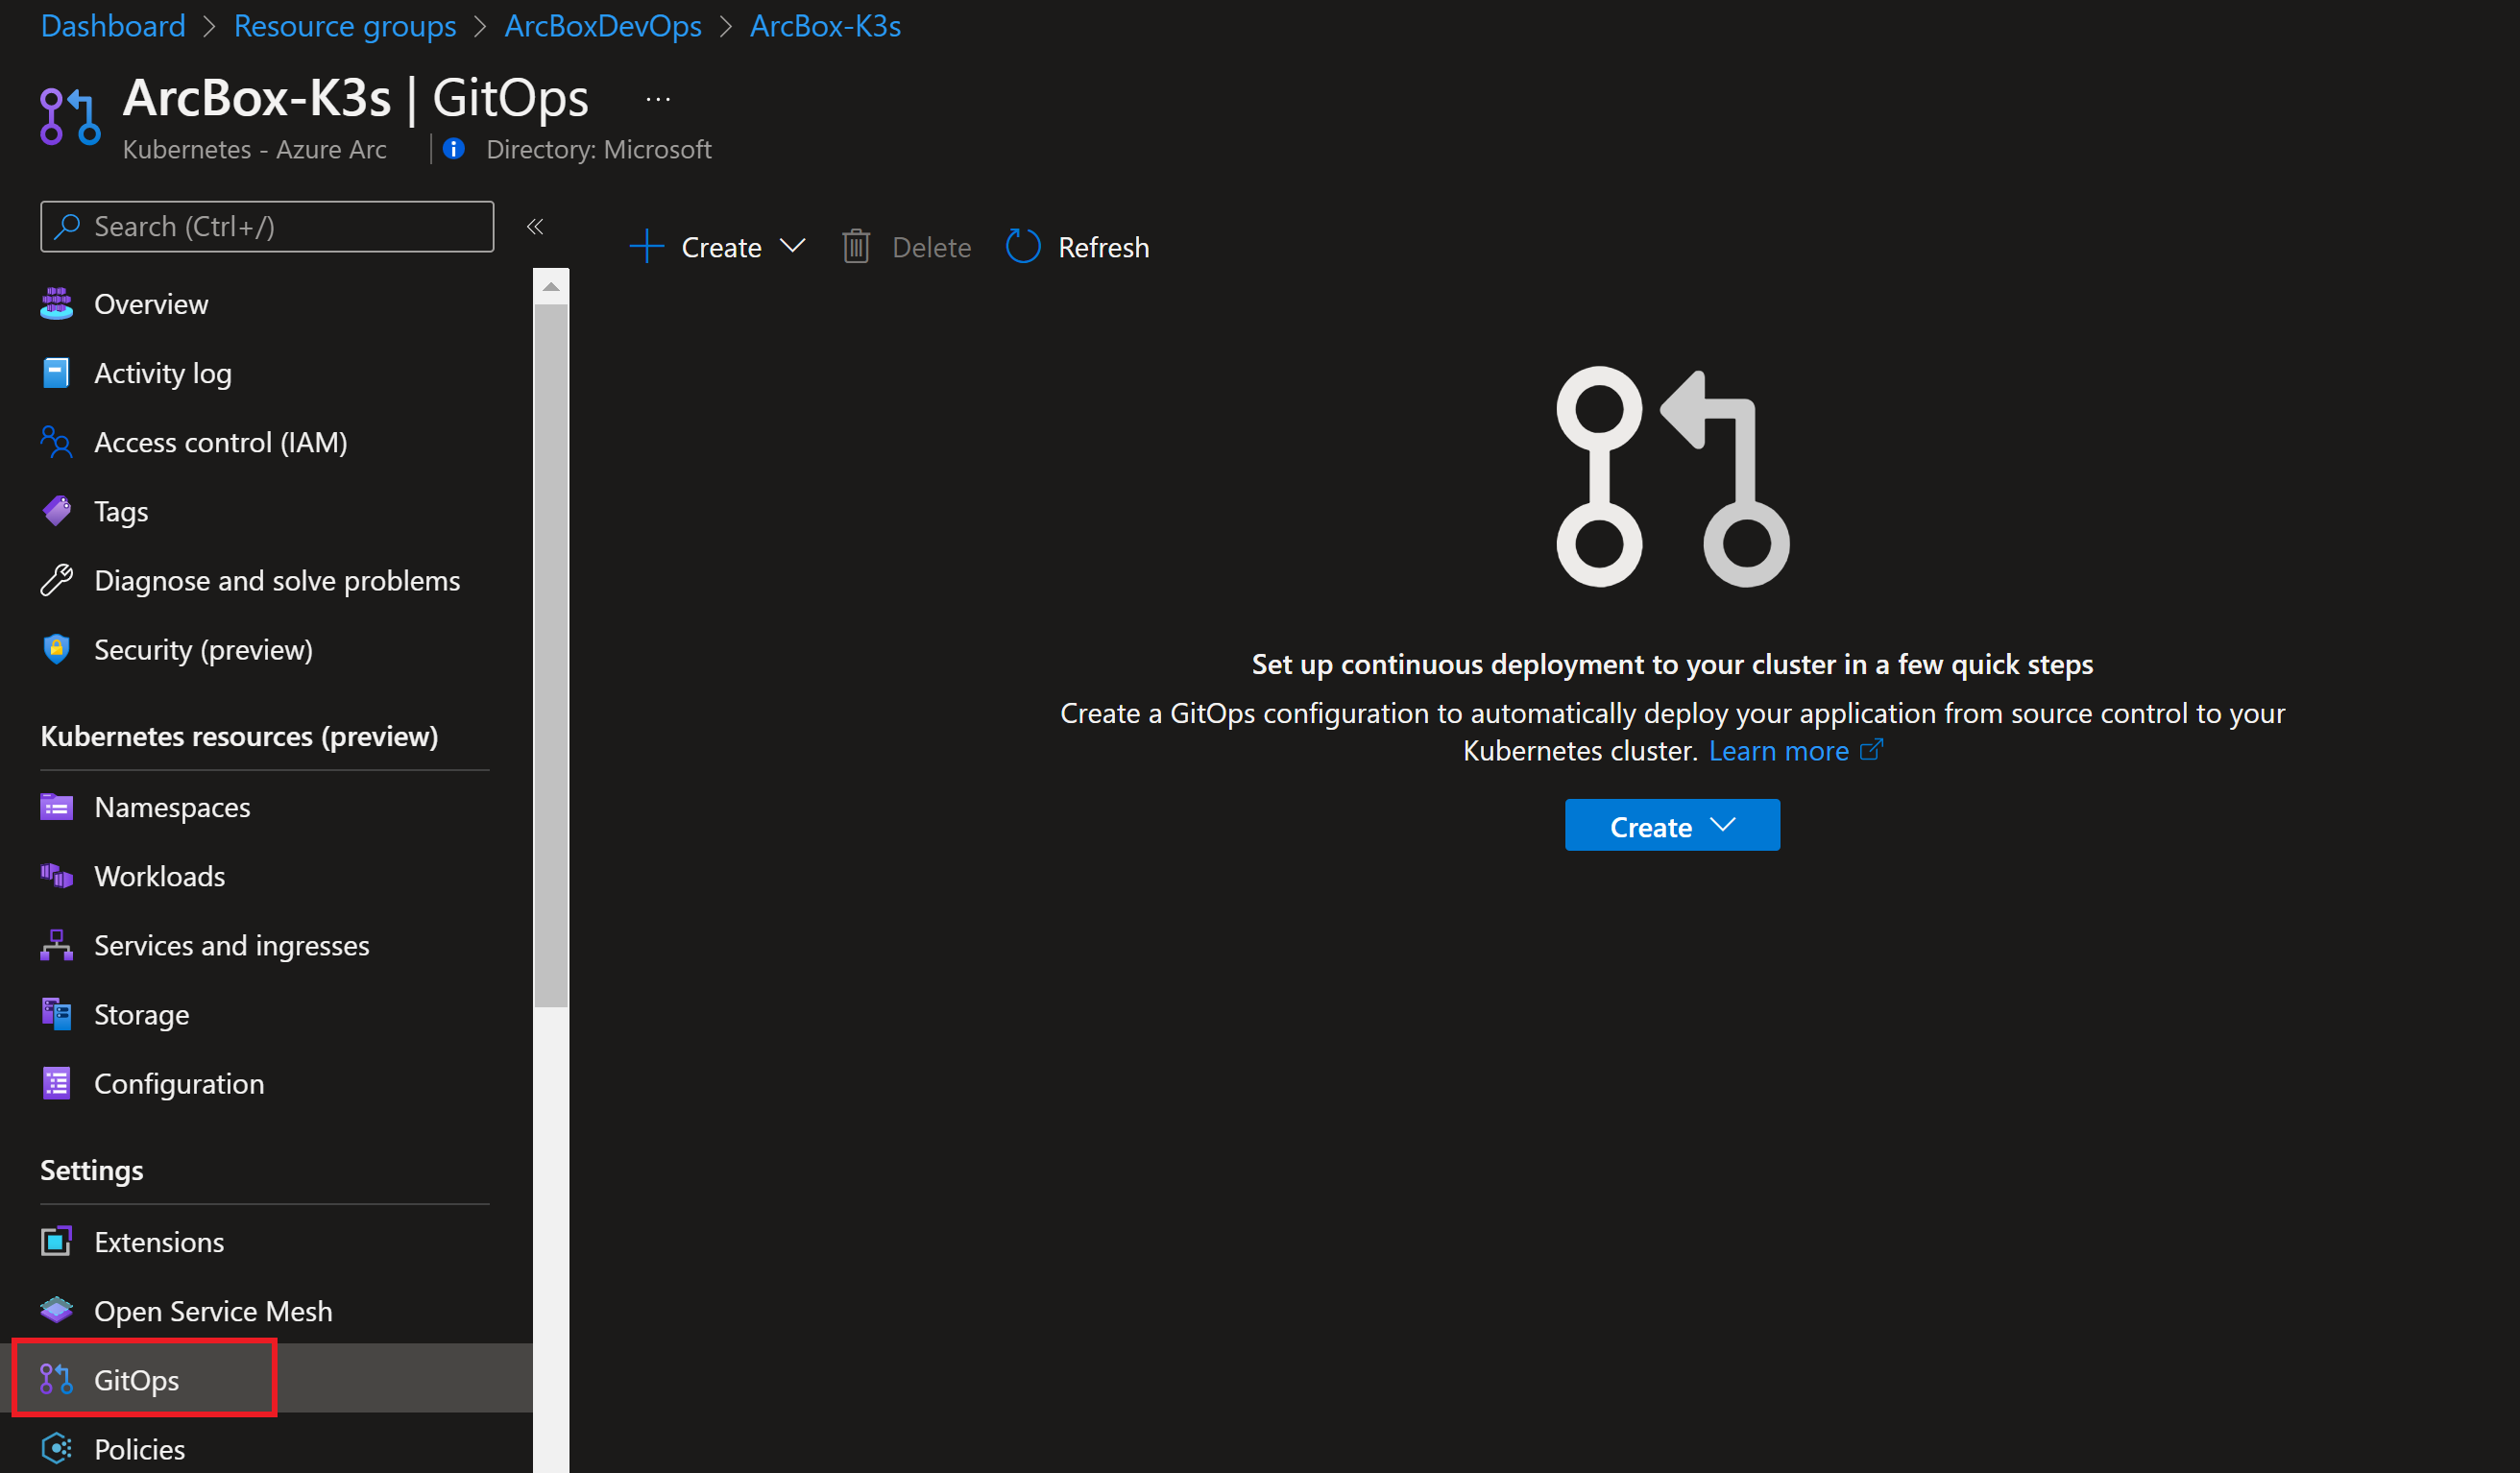 Dashboard > Resource groups > ArcBoxDevOps > ArcBox-K3s
ArcBox-K3s | GitOps ...
Kubernetes - Azure Arc | Directory: Microsoft
Search (Ctrl+/)
«
Create
Delete
Refresh
Overview
Activity log
Access control (IAM)
Tags
Diagnose and solve problems
Security (preview)
Kubernetes resources (preview)
Namespaces
Workloads
Services and ingresses
Storage
Configuration
Settings
Extensions
Open Service Mesh
GitOps
Policies
Set up continuous deployment to your cluster in a few quick steps
Create a GitOps configuration to automatically deploy your application from source control to your
Kubernetes cluster. Learn more
Create